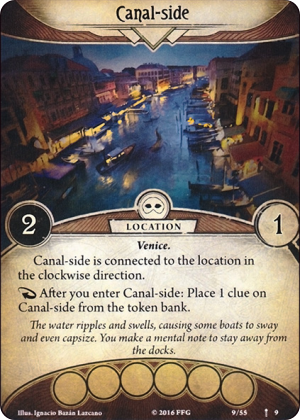 Canal-side
2
LOCATION
1
Venice.
Canal-side is connected to the location in
the clockwise direction.
After you enter Canal-side: Place 1 clue on
Canal-side from the token bank.
The water ripples and swells, causing some boats to sway
and even capsize. You make a mental note to stay away from
the docks.
Illus. Ignacio Bazán Lazcano © 2016 FFG 9/55 9